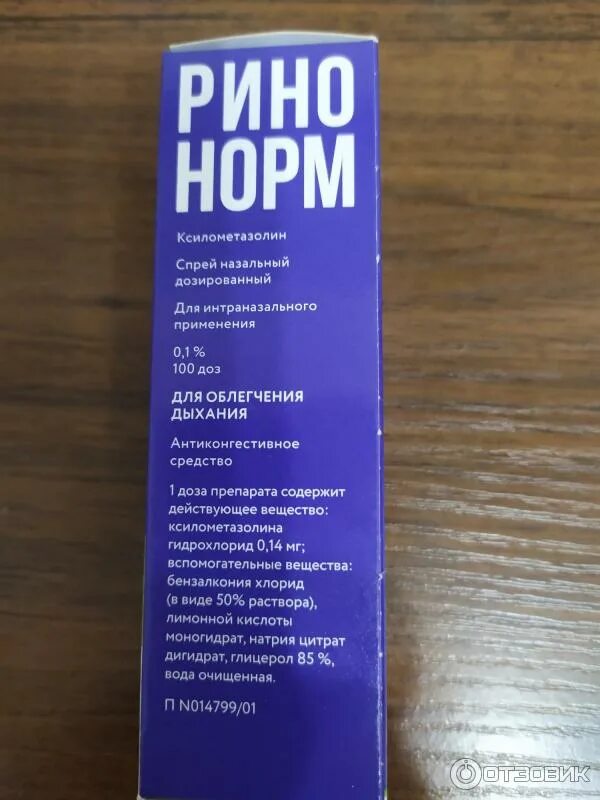 РИНО
НОРМ
Ксилометазолин
Спрей назальный
дозированный
Для интраназального
применения
0,1 %
100 доз
ДЛЯ ОБЛЕГЧЕНИЯ
ДЫХАНИЯ
Антиконгестивное
средство
1 доза препарата содержит
действующее вещество:
ксилометазолина
гидрохлорид 0,14 мг;
вспомогательные вещества:
бензалкония хлорид
(в виде 50% раствора),
лимонной кислоты
моногидрат, натрия цитрат
дигидрат, глицерол 85 %,
вода очищенная.
П N014799/01
ОТЗОВИК